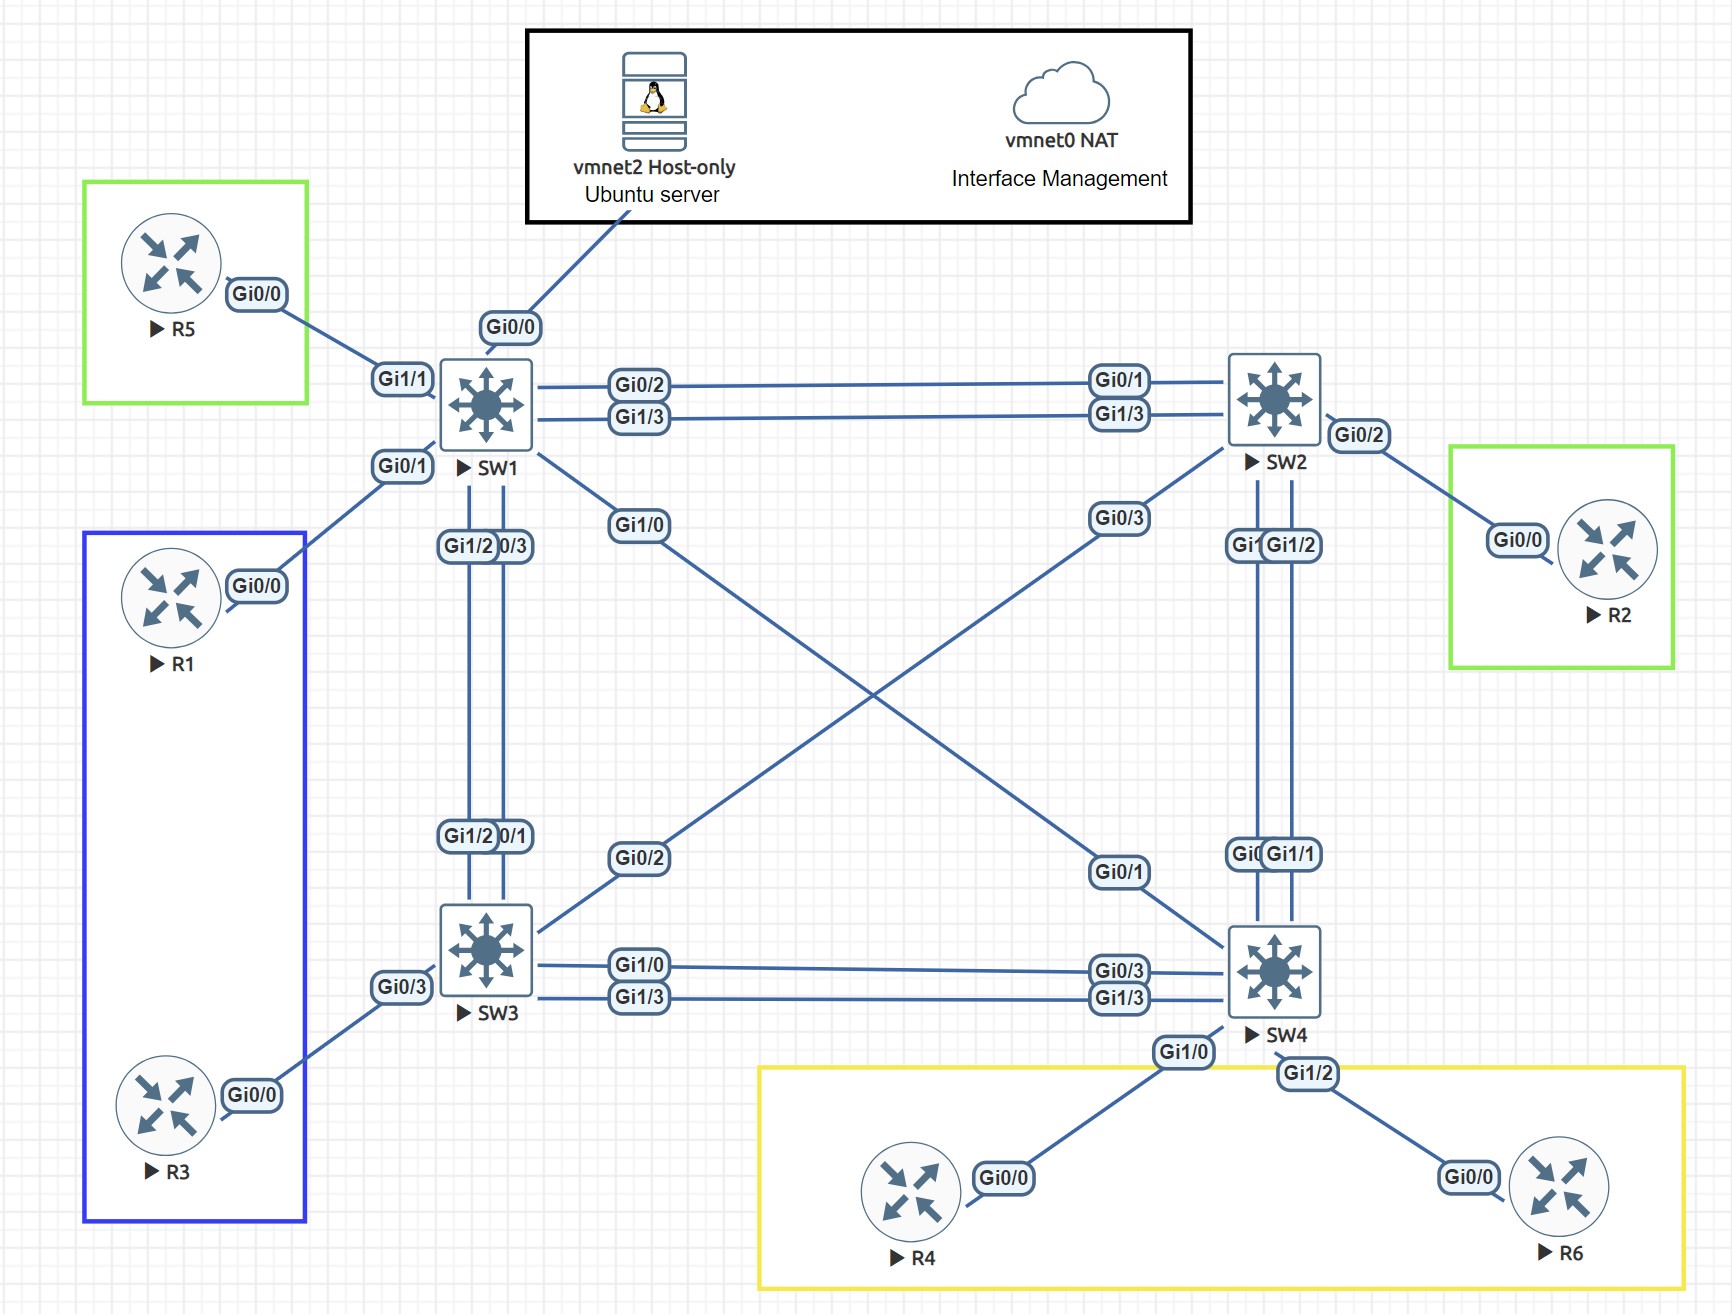 vmnet2 Host-only
Ubuntu server
vmnet0 NAT
Interface Management
Gi0/0
R5
Gi0/0
Gi1/1
Gi0/2
Gi1/3
Gi0/1
Gi1/3
SW1
SW2
Gi0/2
Gi0/1
Gi1/0
Gi0/3
Gi1/2
0/3
Gi1
Gi1/2
Gi0/0
R2
Gi0/0
R1
Gi1/2
0/1
Gi0/2
Gi0/1
Gi0
Gi1/1
Gi0/3
SW3
Gi1/0
Gi1/3
Gi0/3
Gi1/3
SW4
Gi1/0
Gi1/2
Gi0/0
R3
Gi0/0
R4
Gi0/0
R6